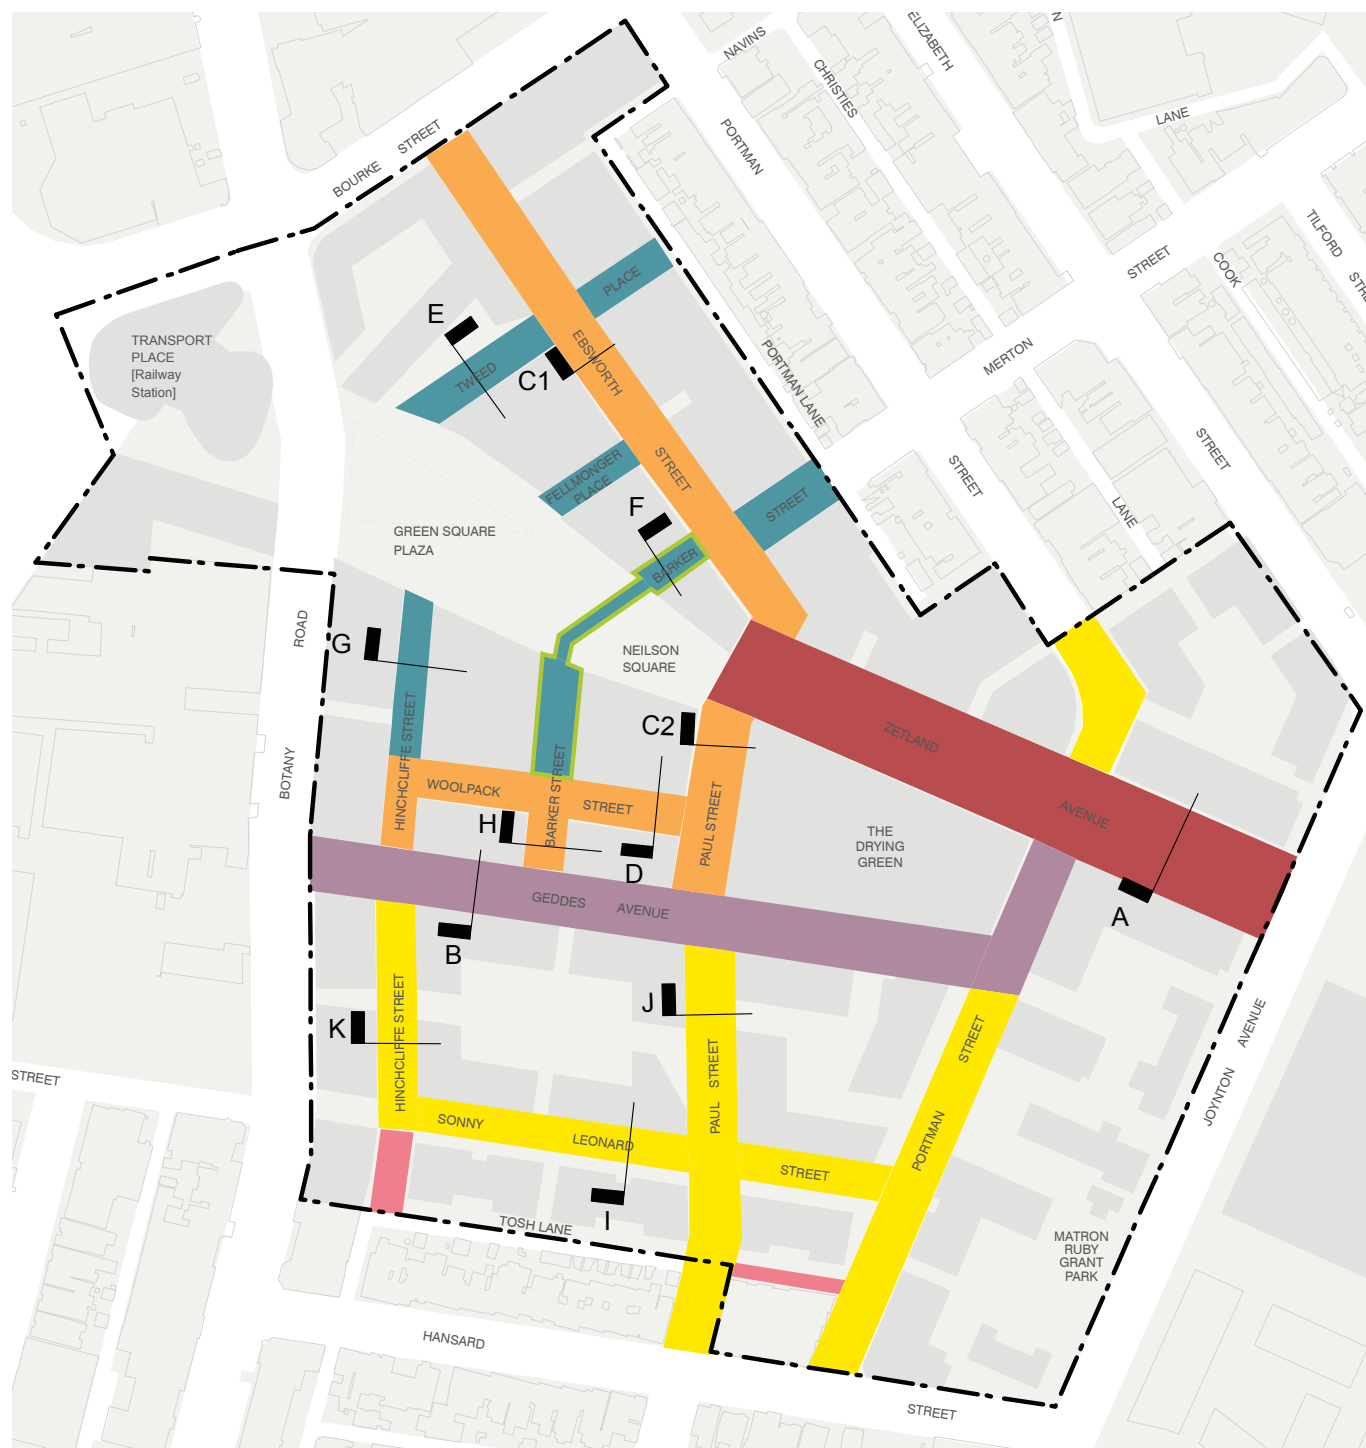 NAVINS
ELIZABETH
N
CHRISTIES
LANE
BOURKE STREET
PORTMAN
TILFORD STRE
STREET
COOK
PLACE
TRANSPORT
PLACE
[Railway
Station]
E
EBSWORTH
TWEED
C1
PORTMAN LANE
MERTON
STREET
STREET
STREET
FELLMONGER
PLACE
F
STREET
LANE
GREEN SQUARE
PLAZA
BARKER
ROAD
G
NEILSON
SQUARE
C2
ZETLAND
HINCHCLIFFE STREET
BOTANY
WOOLPACK
STREET
BARKER STREET
PAUL STREET
AVENUE
H
D
THE
DRYING
GREEN
A
GEDDES AVENUE
B
J
K
HINCHCLIFFE STREET
STREET
PAUL STREET
STREET
AVENUE
JOYNTON
SONNY
LEONARD
STREET
PORTMAN
I
TOSH LANE
MATRON
RUBY
GRANT
PARK
HANSARD
STREET